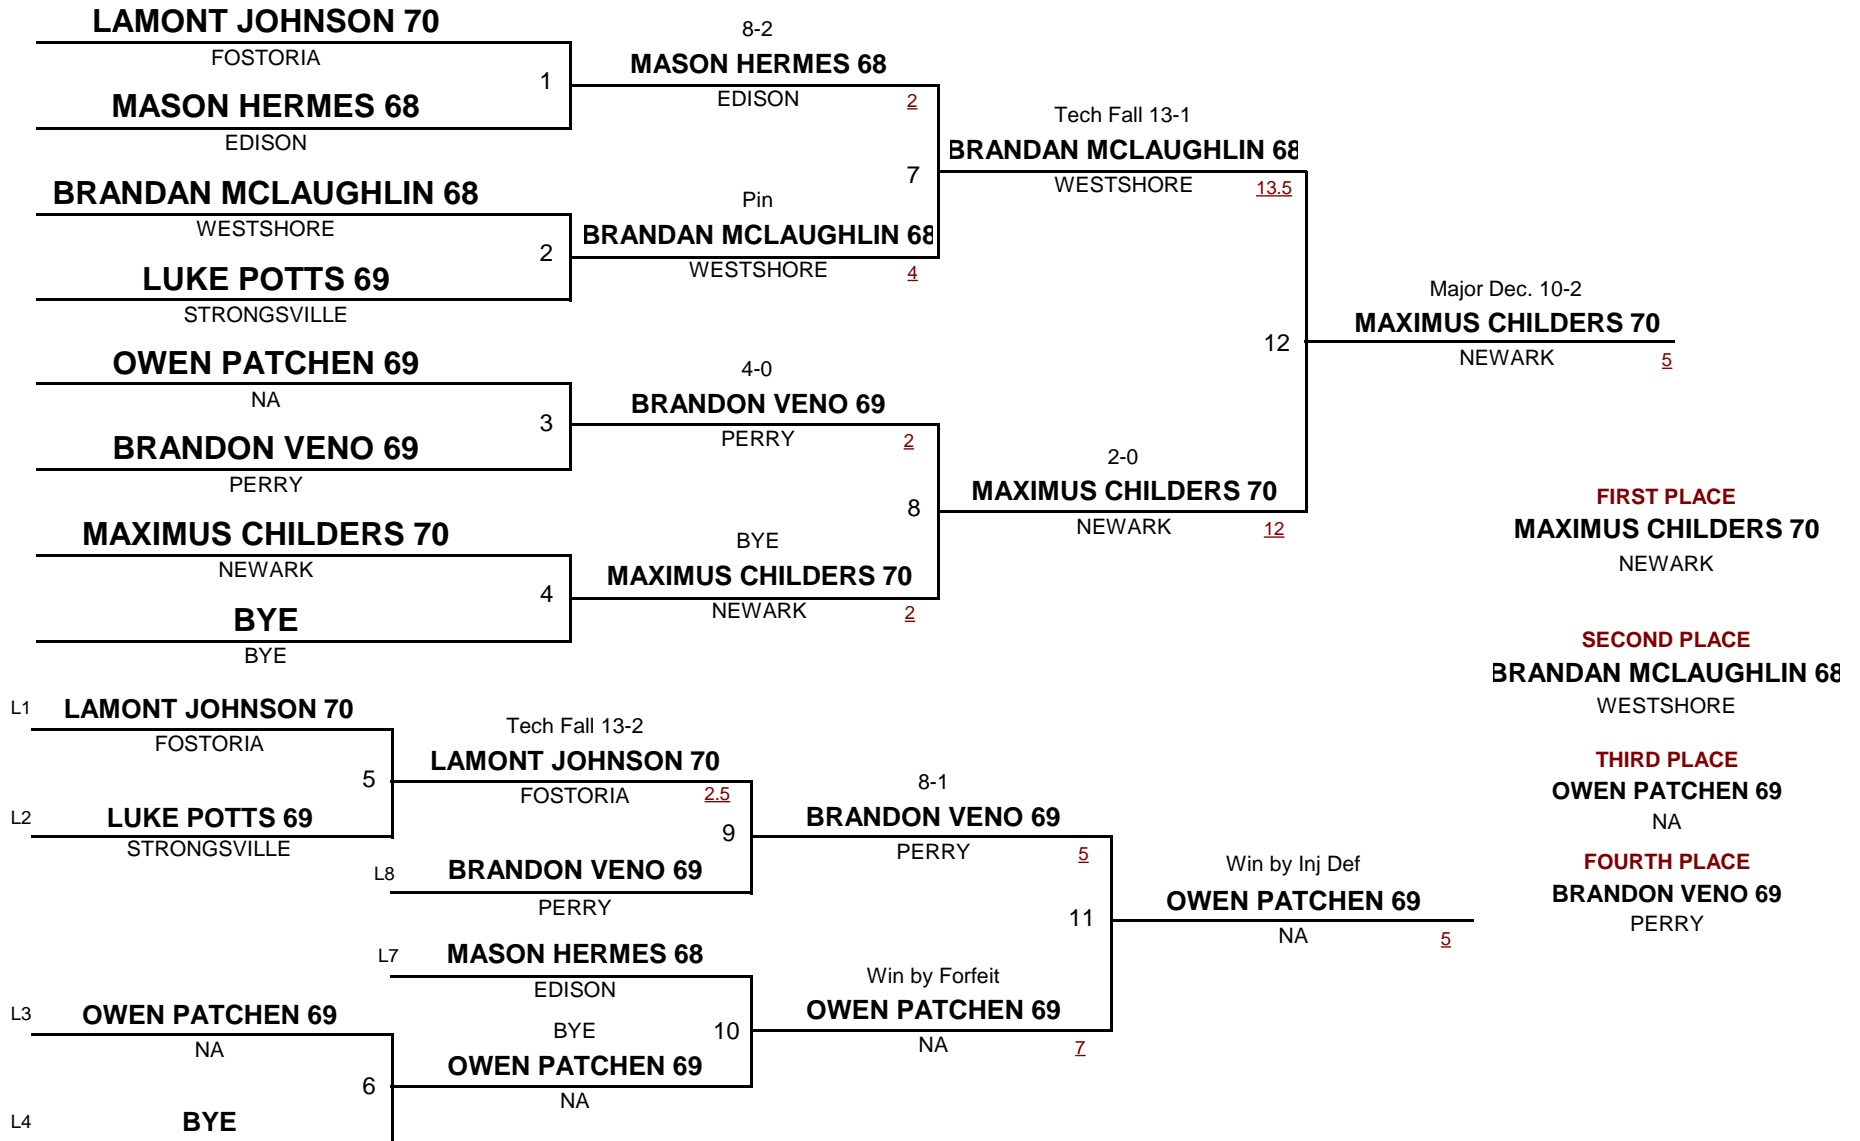 LAMONT JOHNSON 70
FOSTORIA
1
MASON HERMES 68
EDISON
8-2
MASON HERMES 68
EDISON 2
BRANDAN MCLAUGHLIN 68
WESTSHORE
2
LUKE POTTS 69
STRONGSVILLE
Pin
BRANDAN MCLAUGHLIN 68
WESTSHORE 4
7
Tech Fall 13-1
BRANDAN MCLAUGHLIN 68
WESTSHORE 13.5
OWEN PATCHEN 69
NA
3
BRANDON VENO 69
PERRY
4-0
BRANDON VENO 69
PERRY 2
MAXIMUS CHILDERS 70
NEWARK
4
BYE
BYE
BYE
MAXIMUS CHILDERS 70
NEWARK 2
8
2-0
MAXIMUS CHILDERS 70
NEWARK 12
12
Major Dec. 10-2
MAXIMUS CHILDERS 70
NEWARK 5
FIRST PLACE
MAXIMUS CHILDERS 70
NEWARK
SECOND PLACE
BRANDAN MCLAUGHLIN 68
WESTSHORE
THIRD PLACE
OWEN PATCHEN 69
NA
FOURTH PLACE
BRANDON VENO 69
PERRY
L1 LAMONT JOHNSON 70
FOSTORIA
5
L2 LUKE POTTS 69
STRONGSVILLE
Tech Fall 13-2
LAMONT JOHNSON 70
FOSTORIA 2.5
9
L8 BRANDON VENO 69
PERRY
8-1
BRANDON VENO 69
PERRY 5
L7 MASON HERMES 68
EDISON
L3 OWEN PATCHEN 69
NA
6
L4 BYE
BYE
OWEN PATCHEN 69
NA
10
Win by Forfeit
OWEN PATCHEN 69
NA 7
11
Win by Inj Def
OWEN PATCHEN 69
NA 5